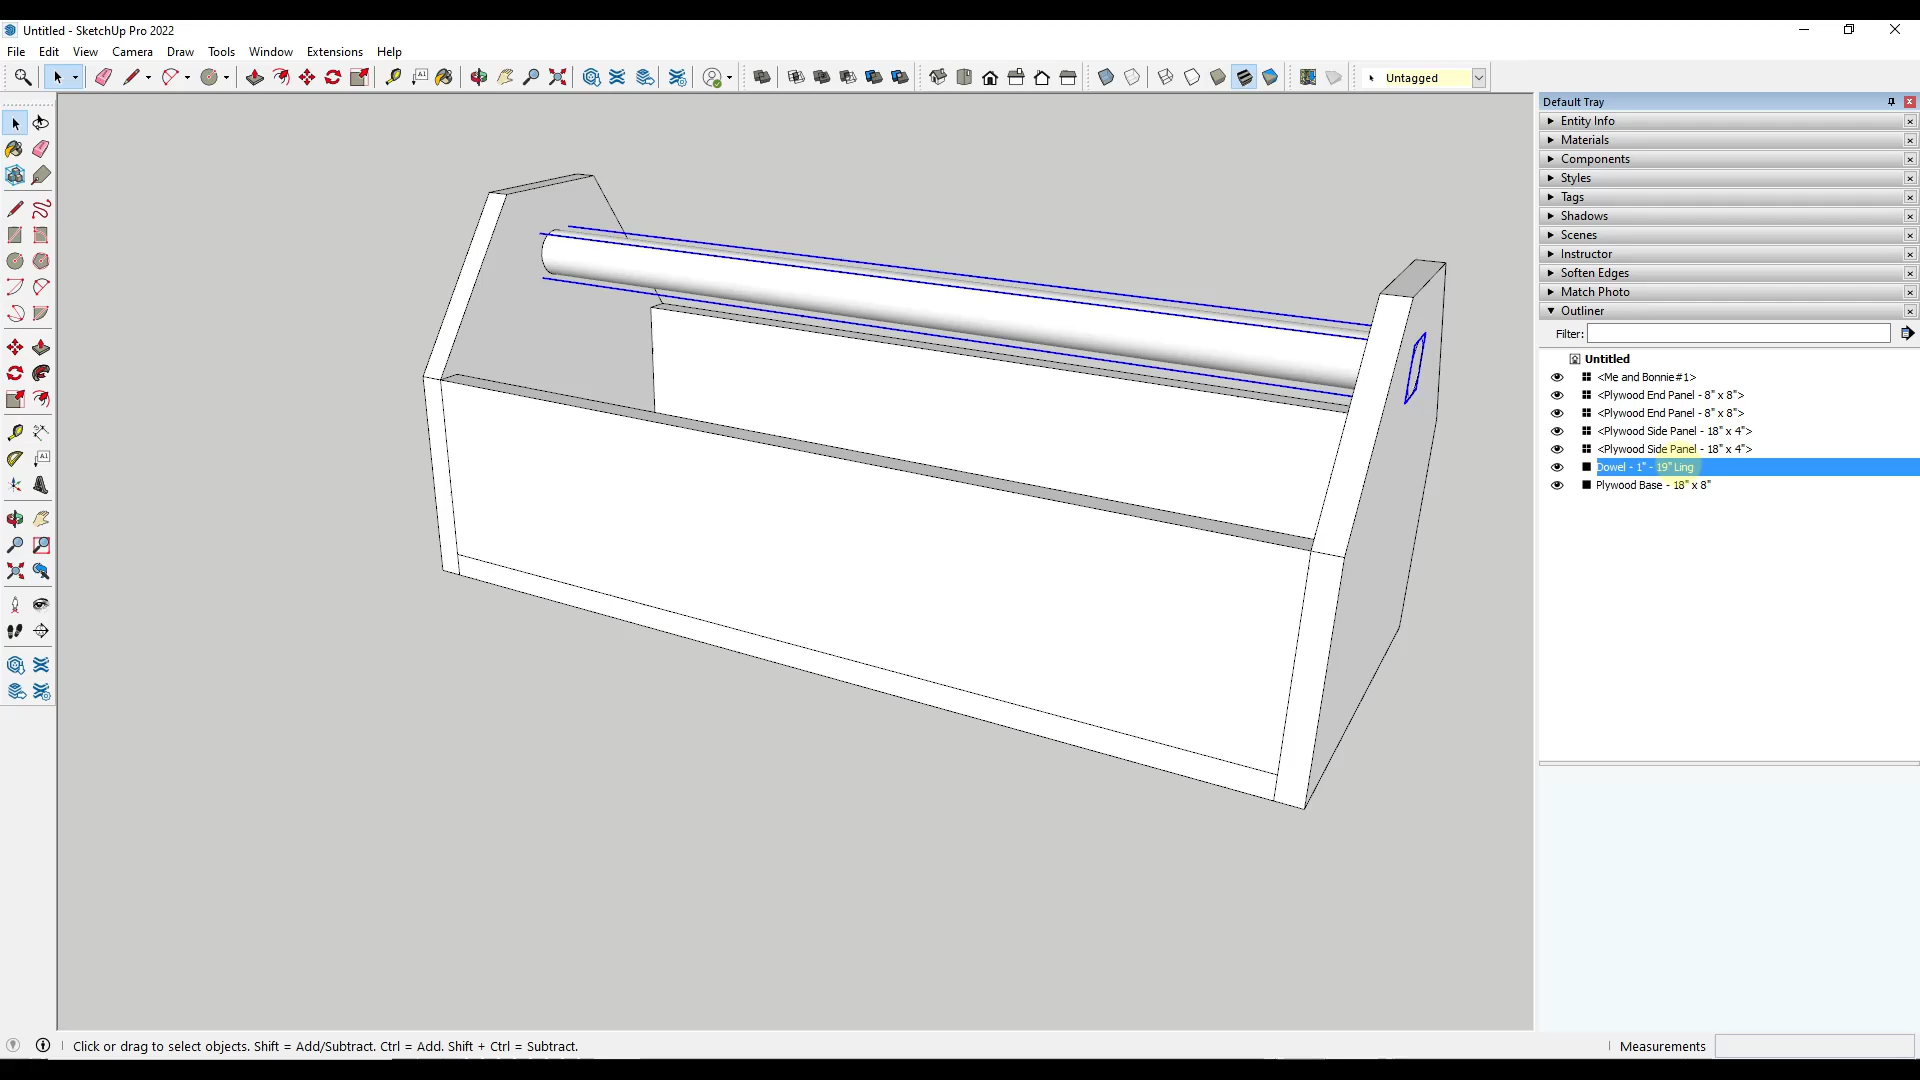 Untitled - SketchUp Pro 2022
File Edit View Camera Draw Tools Window Extensions Help
Untagged
Default Tray
Entity Info
Materials
Components
Styles
Tags
Shadows
Scenes
Instructor
Soften Edges
Match Photo
Outliner
Filter:
Untitled
<Me and Bonnie#1>
<Plywood End Panel - 8" x 8">
<Plywood End Panel - 8" x 8">
<Plywood Side Panel - 18" x 4">
<Plywood Side Panel - 18" x 4">
Dowel - 1" - 19" Ling
Plywood Base - 18" x 8"
Click or drag to select objects. Shift = Add/Subtract. Ctrl = Add. Shift + Ctrl = Subtract.
Measurements